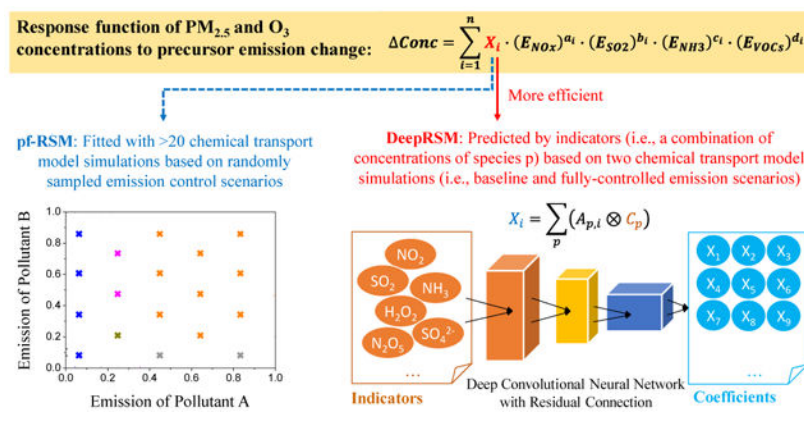 Response function of PM2.5 and O3
concentrations to precursor emission change:
ΔConc = ∑ⁿᵢ₌₁ Xi · (E_NOx)^ai · (E_SO2)^bi · (E_NH3)^ci · (E_VOCs)^di
More efficient
pf-RSM: Fitted with >20 chemical transport
model simulations based on randomly
sampled emission control scenarios
DeepRSM: Predicted by indicators (i.e., a combination of
concentrations of species p) based on two chemical transport model
simulations (i.e., baseline and fully-controlled emission scenarios)
Emission of Pollutant B
1.0
0.8
0.6
0.4
0.2
0.0
0.0 0.2 0.4 0.6 0.8 1.0
Emission of Pollutant A
Xi = ∑p (Ap,i ⊗ Cp)
NO2
SO2
NH3
H2O2
N2O5
SO4²⁻
...
Indicators
Deep Convolutional Neural Network
with Residual Connection
X1 X2 X3
X4 X5 X6
X7 X8 X9
...
Coefficients